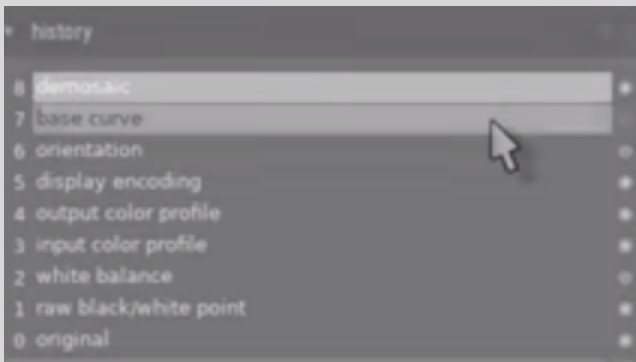 history
8 demosaic
7 base curve
6 orientation
5 display encoding
4 output color profile
3 input color profile
2 white balance
1 raw black/white point
0 original